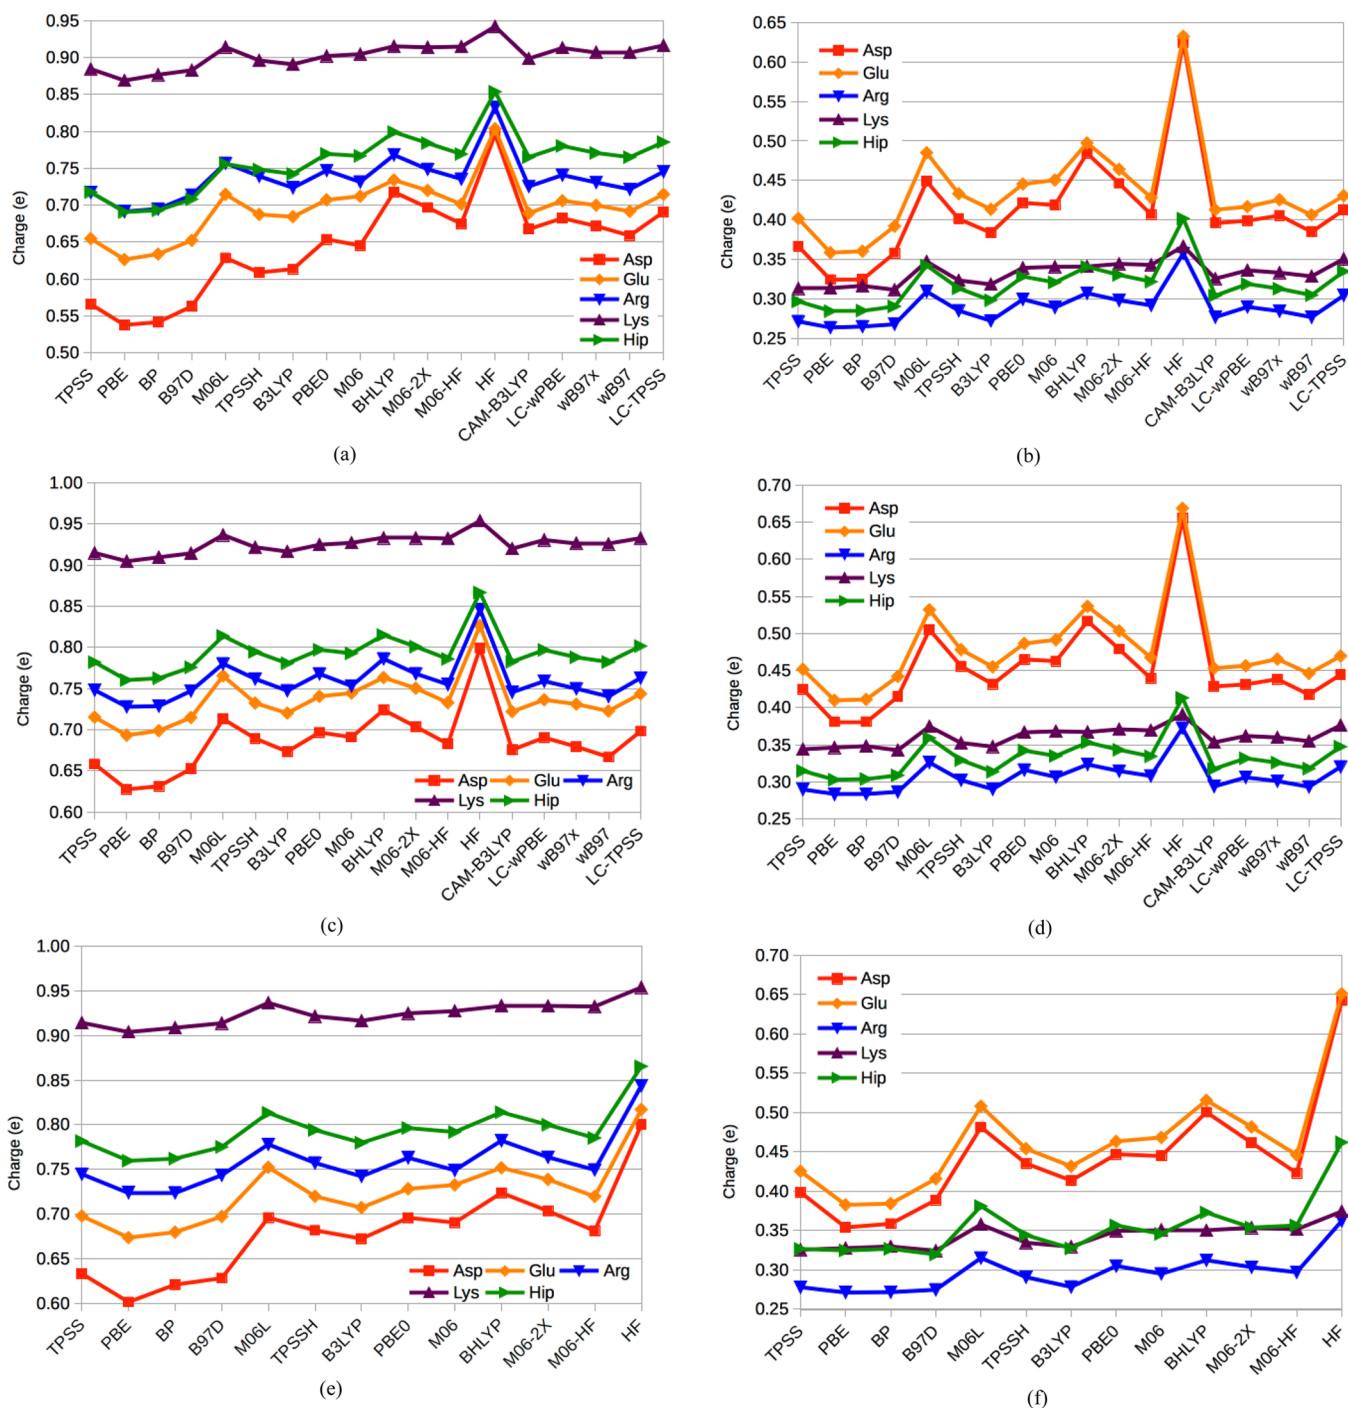 0.95
0.90
0.85
0.80
0.75
0.70
0.65
0.60
0.55
0.50
Charge (e)
Asp
Glu
Arg
Lys
Hip
TPSS
PBE
BP
B97D
M06L
TPSSH
B3LYP
PBE0
M06
BHLYP
M06-2X
M06-HF
HF
CAM-B3LYP
LC-wPBE
wB97x
wB97
LC-TPSS
(a)
0.65
0.60
0.55
0.50
0.45
0.40
0.35
0.30
0.25
Charge (e)
Asp
Glu
Arg
Lys
Hip
TPSS
PBE
BP
B97D
M06L
TPSSH
B3LYP
PBE0
M06
BHLYP
M06-2X
M06-HF
HF
CAM-B3LYP
LC-wPBE
wB97x
wB97
LC-TPSS
(b)
1.00
0.95
0.90
0.85
0.80
0.75
0.70
0.65
0.60
Charge (e)
Asp Glu Arg
Lys Hip
TPSS
PBE
BP
B97D
M06L
TPSSH
B3LYP
PBE0
M06
BHLYP
M06-2X
M06-HF
HF
CAM-B3LYP
LC-wPBE
wB97x
wB97
LC-TPSS
(c)
0.70
0.65
0.60
0.55
0.50
0.45
0.40
0.35
0.30
0.25
Charge (e)
Asp
Glu
Arg
Lys
Hip
TPSS
PBE
BP
B97D
M06L
TPSSH
B3LYP
PBE0
M06
BHLYP
M06-2X
M06-HF
HF
CAM-B3LYP
LC-wPBE
wB97x
wB97
LC-TPSS
(d)
1.00
0.95
0.90
0.85
0.80
0.75
0.70
0.65
0.60
Charge (e)
Asp Glu Arg
Lys Hip
TPSS
PBE
BP
B97D
M06L
TPSSH
B3LYP
PBE0
M06
BHLYP
M06-2X
M06-HF
HF
(e)
0.70
0.65
0.60
0.55
0.50
0.45
0.40
0.35
0.30
0.25
Charge (e)
Asp
Glu
Arg
Lys
Hip
TPSS
PBE
BP
B97D
M06L
TPSSH
B3LYP
PBE0
M06
BHLYP
M06-2X
M06-HF
HF
(f)